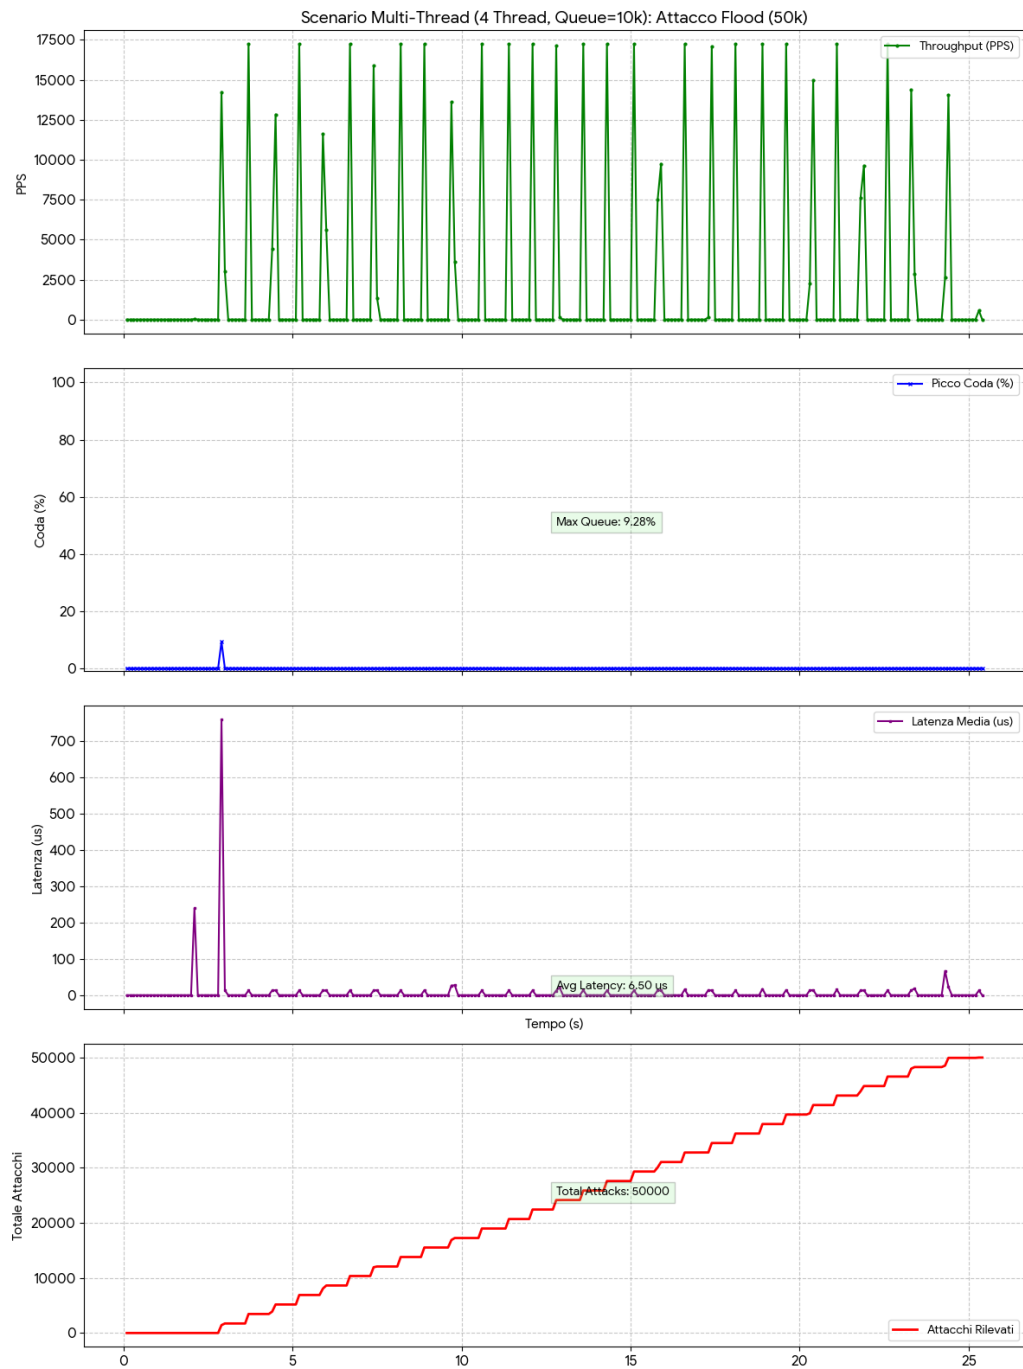 Scenario Multi-Thread (4 Thread, Queue=10k): Attacco Flood (50k)
17500
15000
12500
10000
7500
5000
2500
0
PPS
Throughput (PPS)
100
80
60
40
20
0
Coda (%)
Picco Coda (%)
Max Queue: 9.28%
700
600
500
400
300
200
100
0
Latenza (us)
Latenza Media (us)
Avg Latency: 6.50 us
Tempo (s)
50000
40000
30000
20000
10000
0
Totale Attacchi
Total Attacks: 50000
Attacchi Rilevati
0 5 10 15 20 25